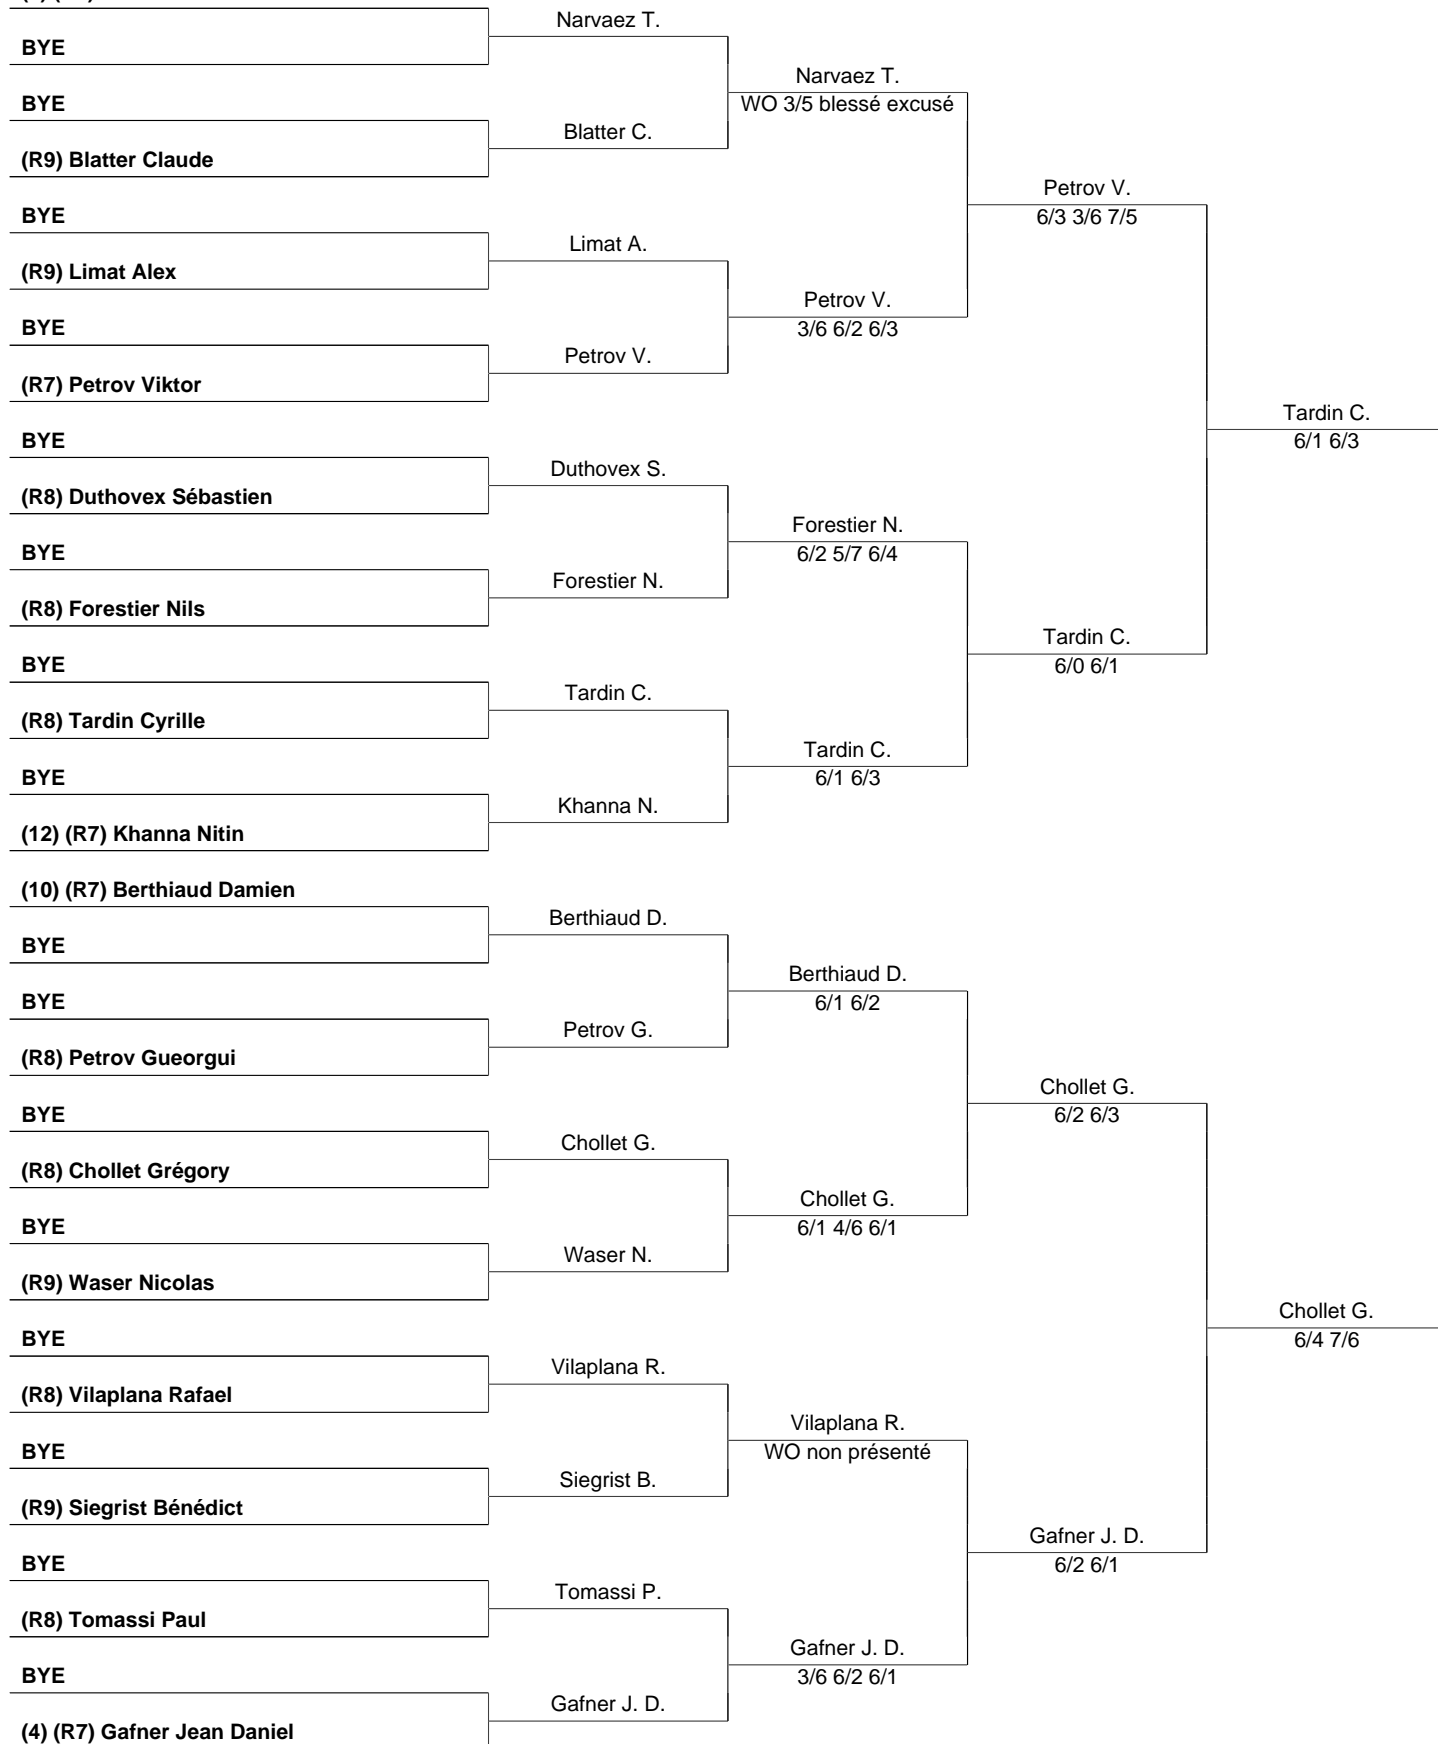 BYE
BYE
(R9) Blatter Claude
BYE
(R9) Limat Alex
BYE
(R7) Petrov Viktor
BYE
(R8) Duthovex Sébastien
BYE
(R8) Forestier Nils
BYE
(R8) Tardin Cyrille
BYE
(12) (R7) Khanna Nitin
(10) (R7) Berthiaud Damien
BYE
BYE
(R8) Petrov Gueorgui
BYE
(R8) Chollet Grégory
BYE
(R9) Waser Nicolas
BYE
(R8) Vilaplana Rafael
BYE
(R9) Siegrist Bénédict
BYE
(R8) Tomassi Paul
BYE
(4) (R7) Gafner Jean Daniel
Narvaez T.
Blatter C.
Limat A.
Petrov V.
Duthovex S.
Forestier N.
Tardin C.
Khanna N.
Berthiaud D.
Petrov G.
Chollet G.
Waser N.
Vilaplana R.
Siegrist B.
Tomassi P.
Gafner J. D.
Narvaez T.
WO 3/5 blessé excusé
Petrov V.
3/6 6/2 6/3
Forestier N.
6/2 5/7 6/4
Tardin C.
6/1 6/3
Berthiaud D.
6/1 6/2
Chollet G.
6/1 4/6 6/1
Vilaplana R.
WO non présenté
Gafner J. D.
3/6 6/2 6/1
Petrov V.
6/3 3/6 7/5
Tardin C.
6/0 6/1
Chollet G.
6/2 6/3
Gafner J. D.
6/2 6/1
Tardin C.
6/1 6/3
Chollet G.
6/4 7/6